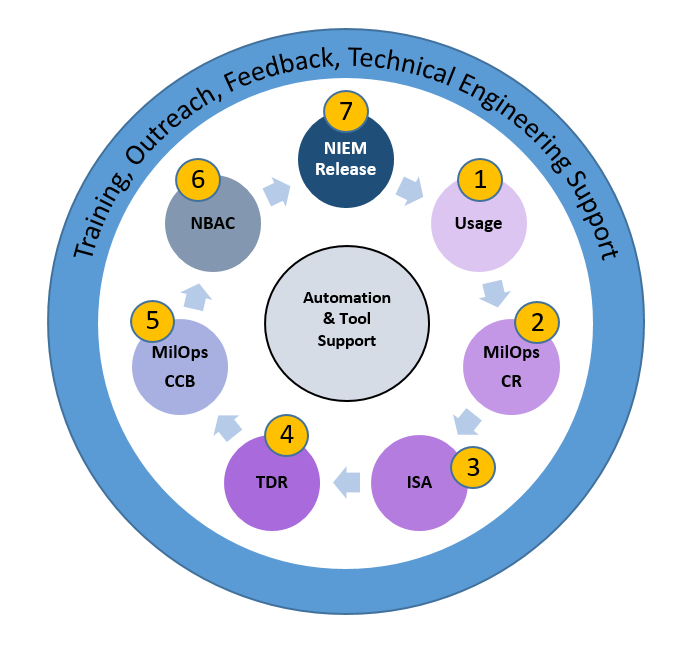 Training, Outreach, Feedback, Technical Engineering Support
7
NIEM
Release
1
Usage
2
MilOps
CR
3
ISA
4
TDR
5
MilOps
CCB
6
NBAC
Automation
& Tool
Support